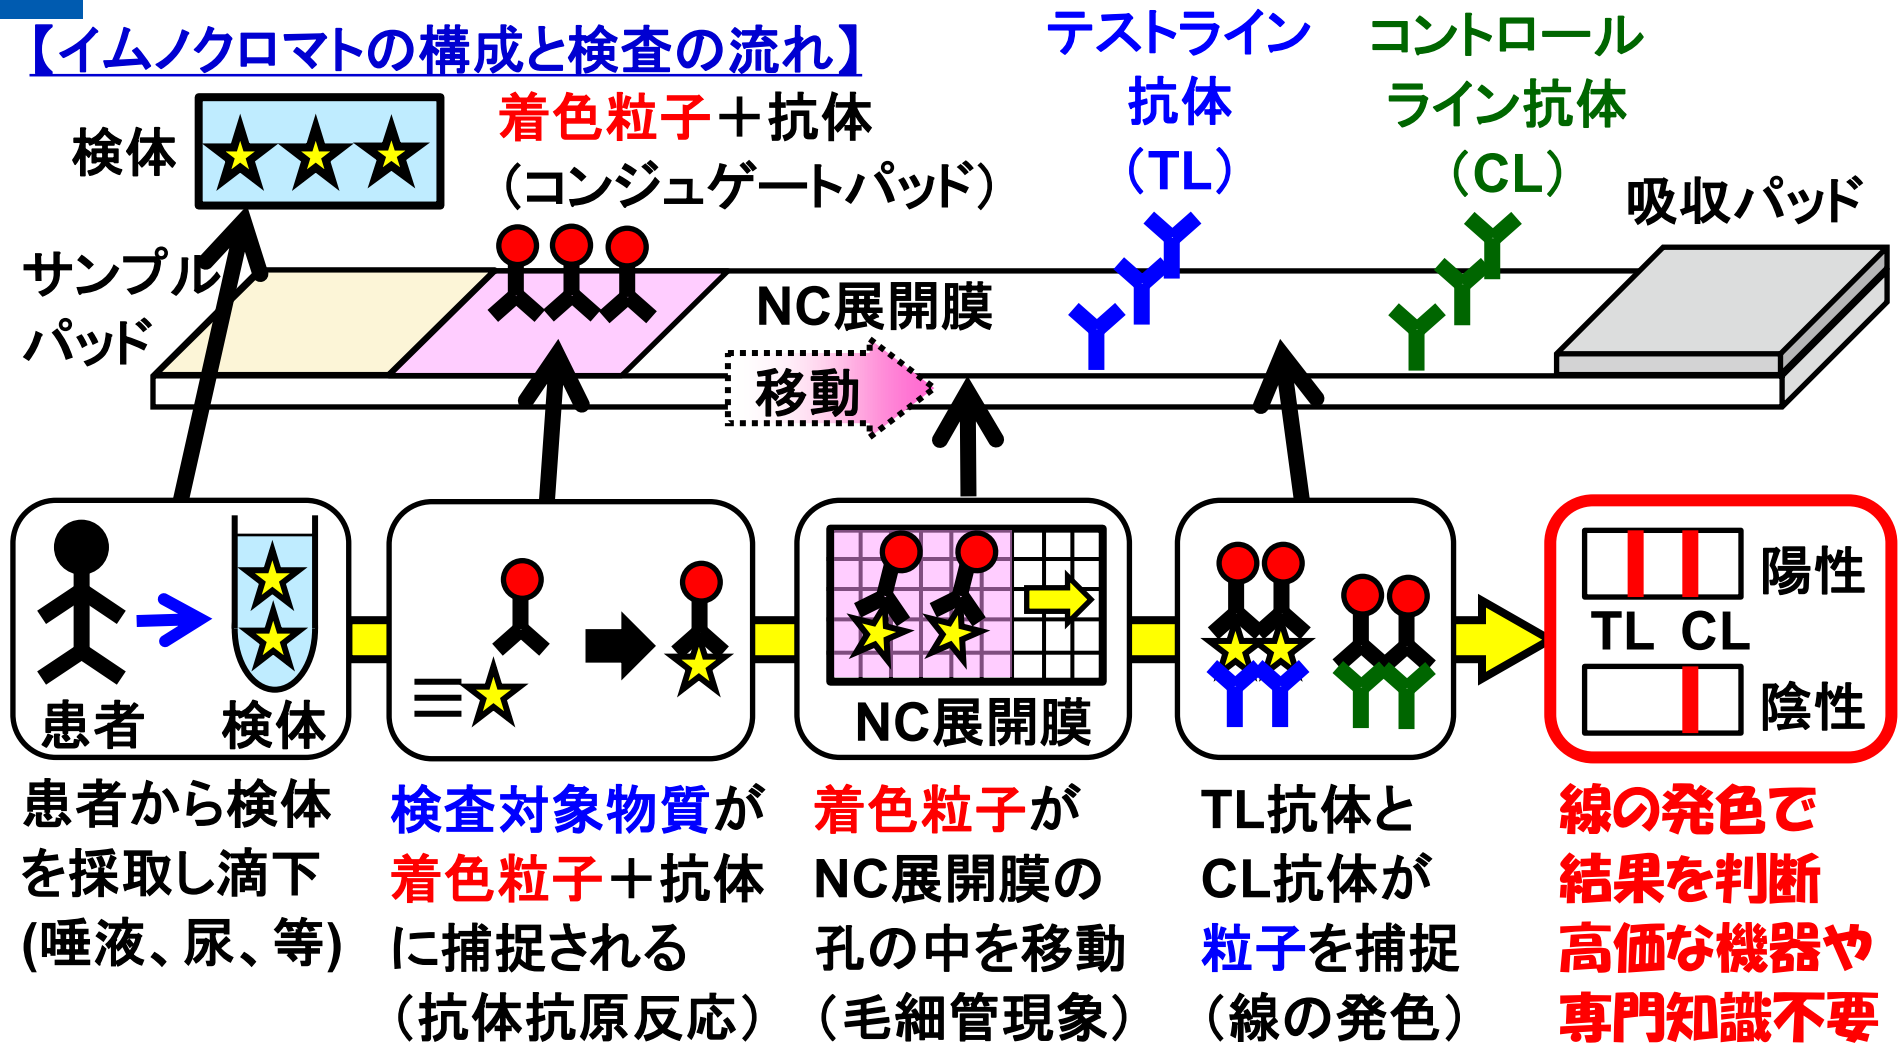 【イムノクロマトの構成と検査の流れ】
検体
着色粒子＋抗体
（コンジュゲートパッド）
テストライン
抗体
（TL）
コントロール
ライン抗体
（CL）
吸収パッド
サンプル
パッド
NC展開膜
移動
患者
検体
NC展開膜
陽性
TL CL
陰性
患者から検体
を採取し滴下
(唾液、尿、等)
検査対象物質が
着色粒子＋抗体
に捕捉される
（抗体抗原反応）
着色粒子が
NC展開膜の
孔の中を移動
（毛細管現象）
TL抗体と
CL抗体が
粒子を捕捉
（線の発色）
線の発色で
結果を判断
高価な機器や
専門知識不要